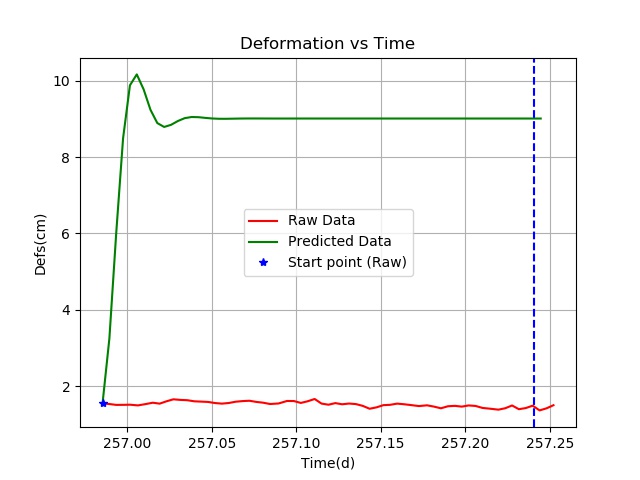 Deformation vs Time
Defs(cm)
10
8
6
4
2
Raw Data
Predicted Data
Start point (Raw)
257.00 257.05 257.10 257.15 257.20 257.25
Time(d)